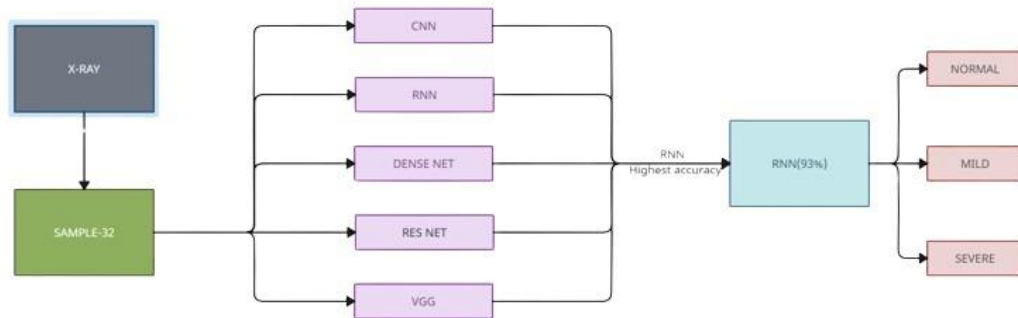 X-RAY
SAMPLE-32
CNN
RNN
DENSE NET
RES NET
VGG
RNN
Highest accuracy
RNN(93%)
NORMAL
MILD
SEVERE